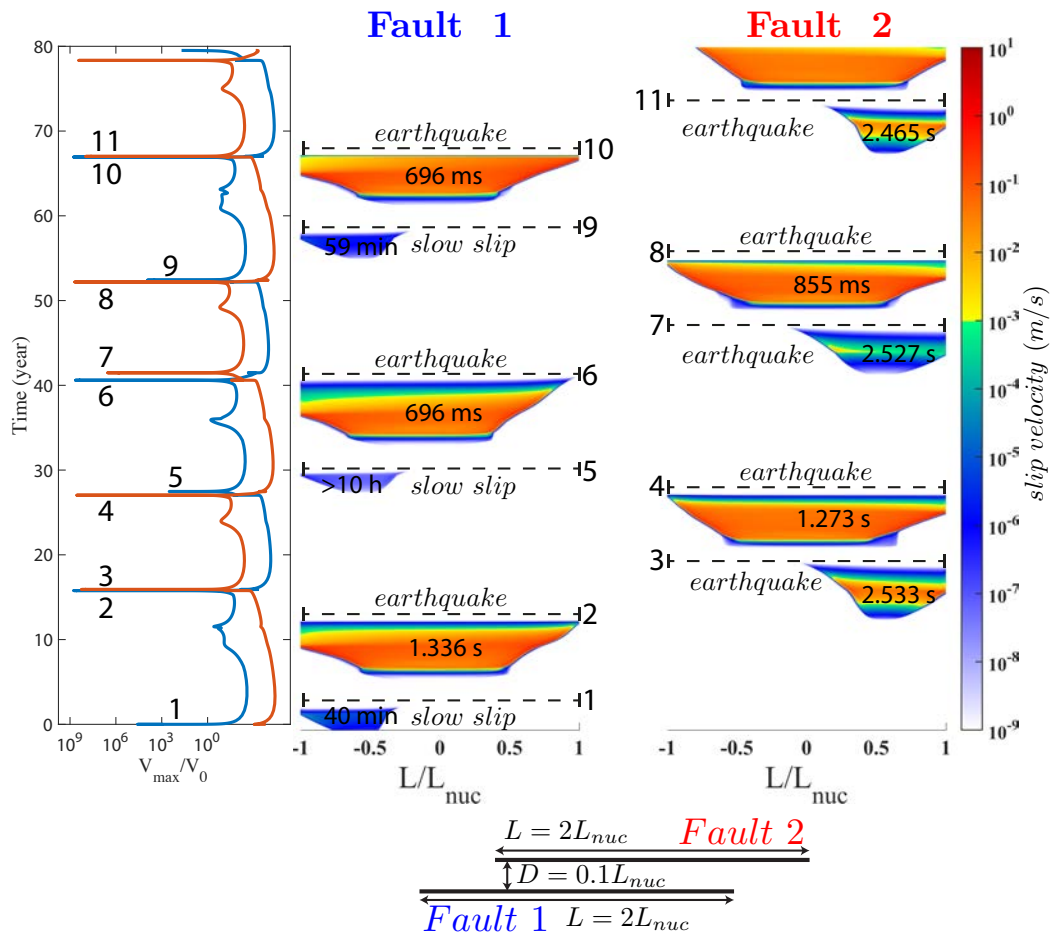 Fault 1
Fault 2
80
70
60
50
40
30
20
10
0
Time (year)
10^9
10^6
10^3
10^0
V_max/V_0
11
10
9
8
7
6
5
4
3
2
1
earthquake
10
696 ms
9
59 min
slow slip
earthquake
6
696 ms
5
>10 h
slow slip
earthquake
2
1.336 s
1
40 min
slow slip
-1
-0.5
0
0.5
1
L/L_nuc
11
earthquake
2.465 s
earthquake
8
855 ms
7
earthquake
2.527 s
earthquake
4
1.273 s
3
earthquake
2.533 s
-1
-0.5
0
0.5
1
L/L_nuc
10^1
10^0
10^-1
10^-2
10^-3
10^-4
10^-5
10^-6
10^-7
10^-8
10^-9
slip velocity (m/s)
L = 2L_nuc
Fault 2
D = 0.1L_nuc
Fault 1
L = 2L_nuc